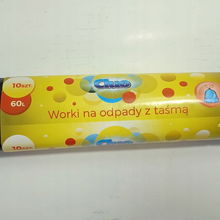 10SZT.
60L
Worki na odpady z taśmą
10SZT.